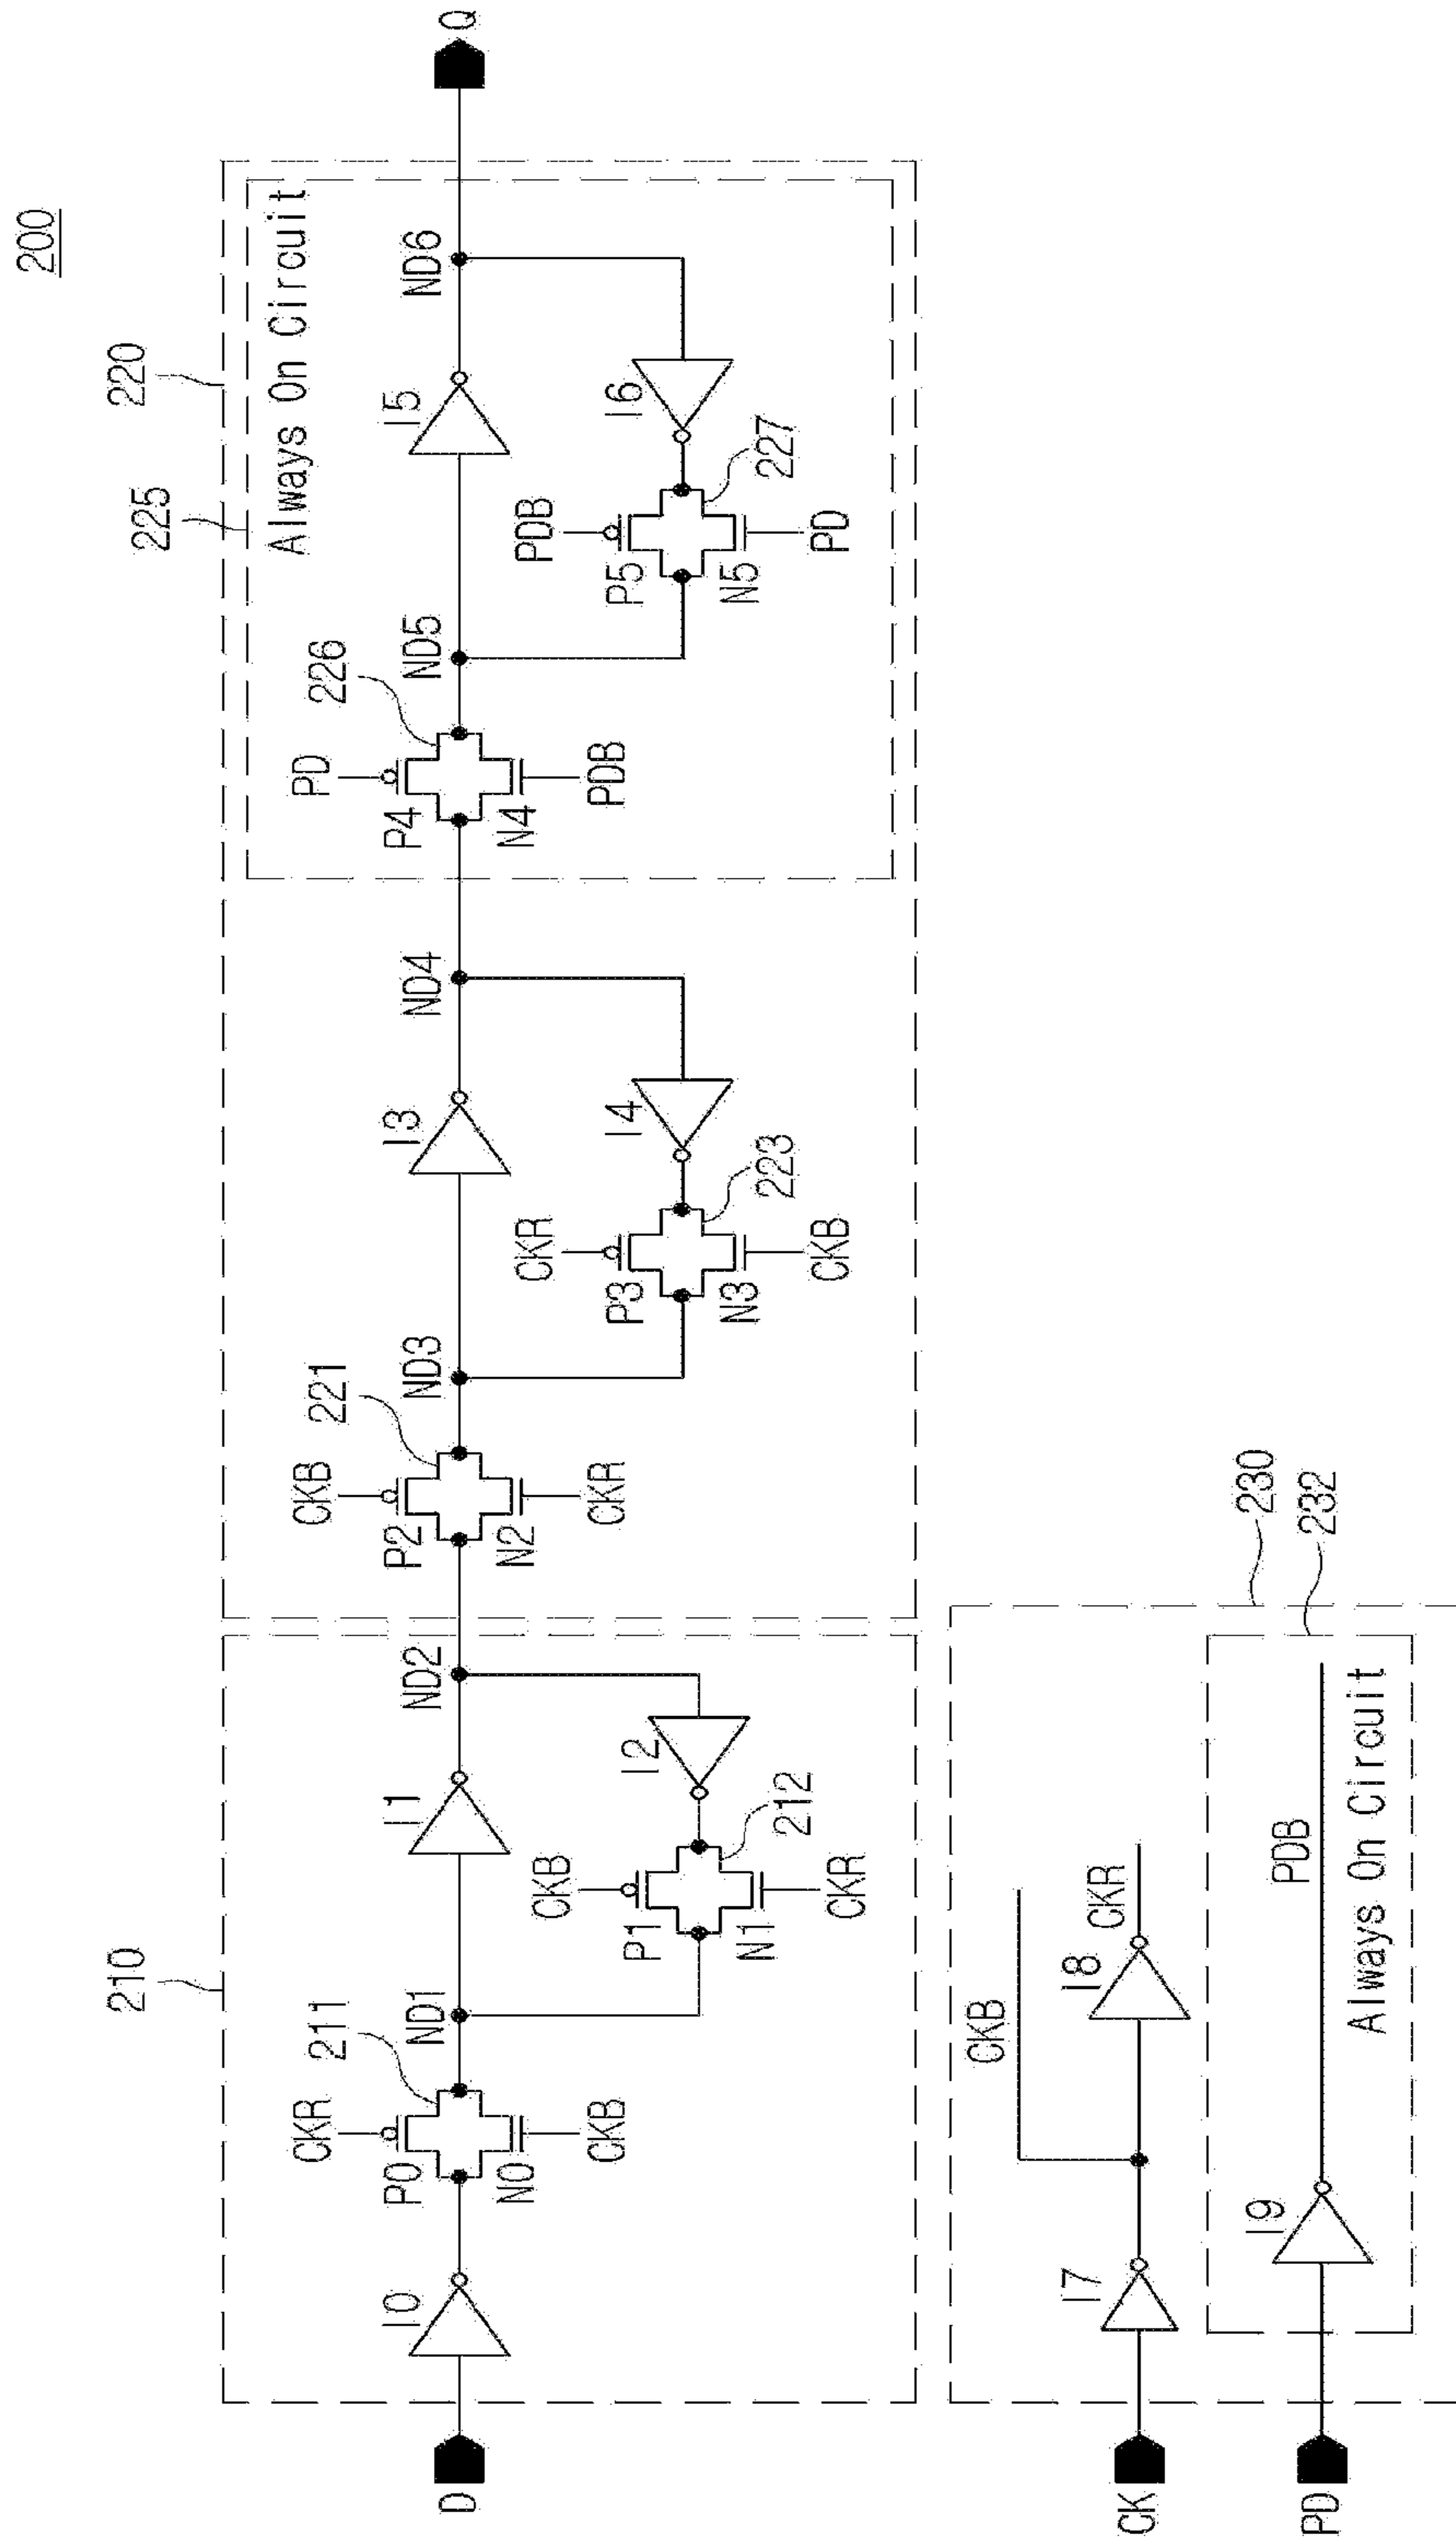 200
220
225
Always On Circuit
210
D
I0
CKR
P0
N0
CKB
211
ND1
I1
ND2
I2
CKB
P1
N1
CKR
212
CKB
P2
N2
CKR
221
ND3
I3
ND4
I4
CKR
P3
N3
CKB
223
PD
P4
N4
PDB
226
ND5
I5
ND6
I6
PDB
P5
N5
PD
227
Q
CK
I7
CKB
I8
CKR
230
PD
I9
PDB
232
Always On Circuit